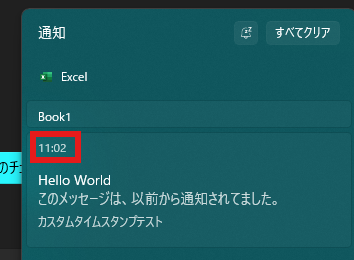 通知
すべてクリア
Excel
Book1
11:02
のチ
Hello World
このメッセージは、以前から通知されてました。
カスタムタイムスタンプテスト